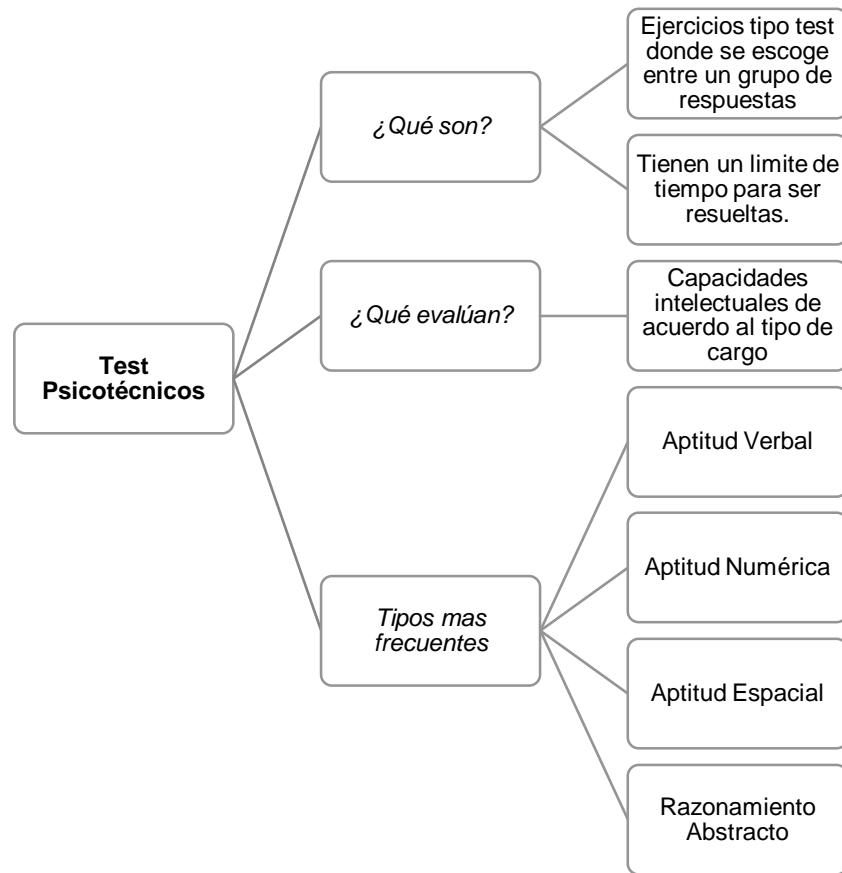 Test
Psicotécnicos
¿Qué son?
Ejercicios tipo test
donde se escoge
entre un grupo de
respuestas
Tienen un limite de
tiempo para ser
resueltas.
¿Qué evalúan?
Capacidades
intelectuales de
acuerdo al tipo de
cargo
Tipos mas
frecuentes
Aptitud Verbal
Aptitud Numérica
Aptitud Espacial
Razonamiento
Abstracto